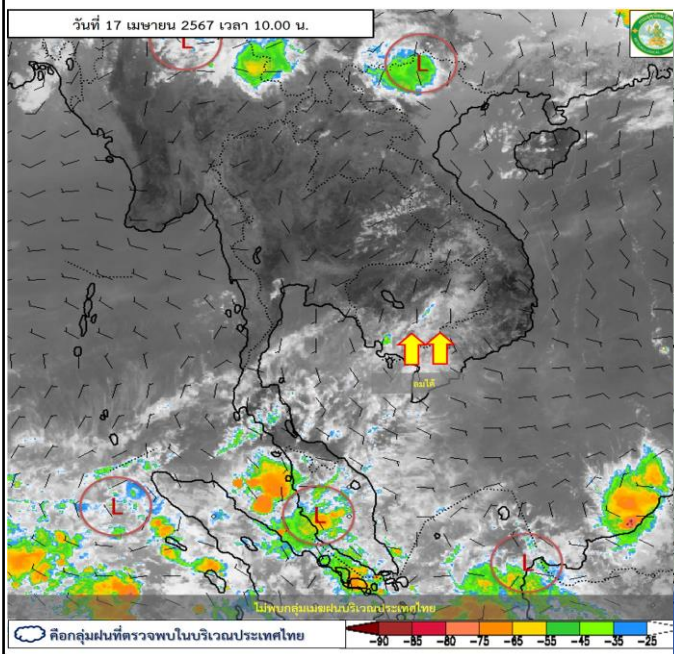 วันที่ 17 เมษายน 2567 เวลา 10.00 น.
L
L
ลมใต้
L
L
L
ไม่พบกลุ่มเมฆฝนบริเวณประเทศไทย
คือกลุ่มฝนที่ตรวจพบในบริเวณประเทศไทย
-90 -85 -80 -75 -65 -55 -45 -35 -25